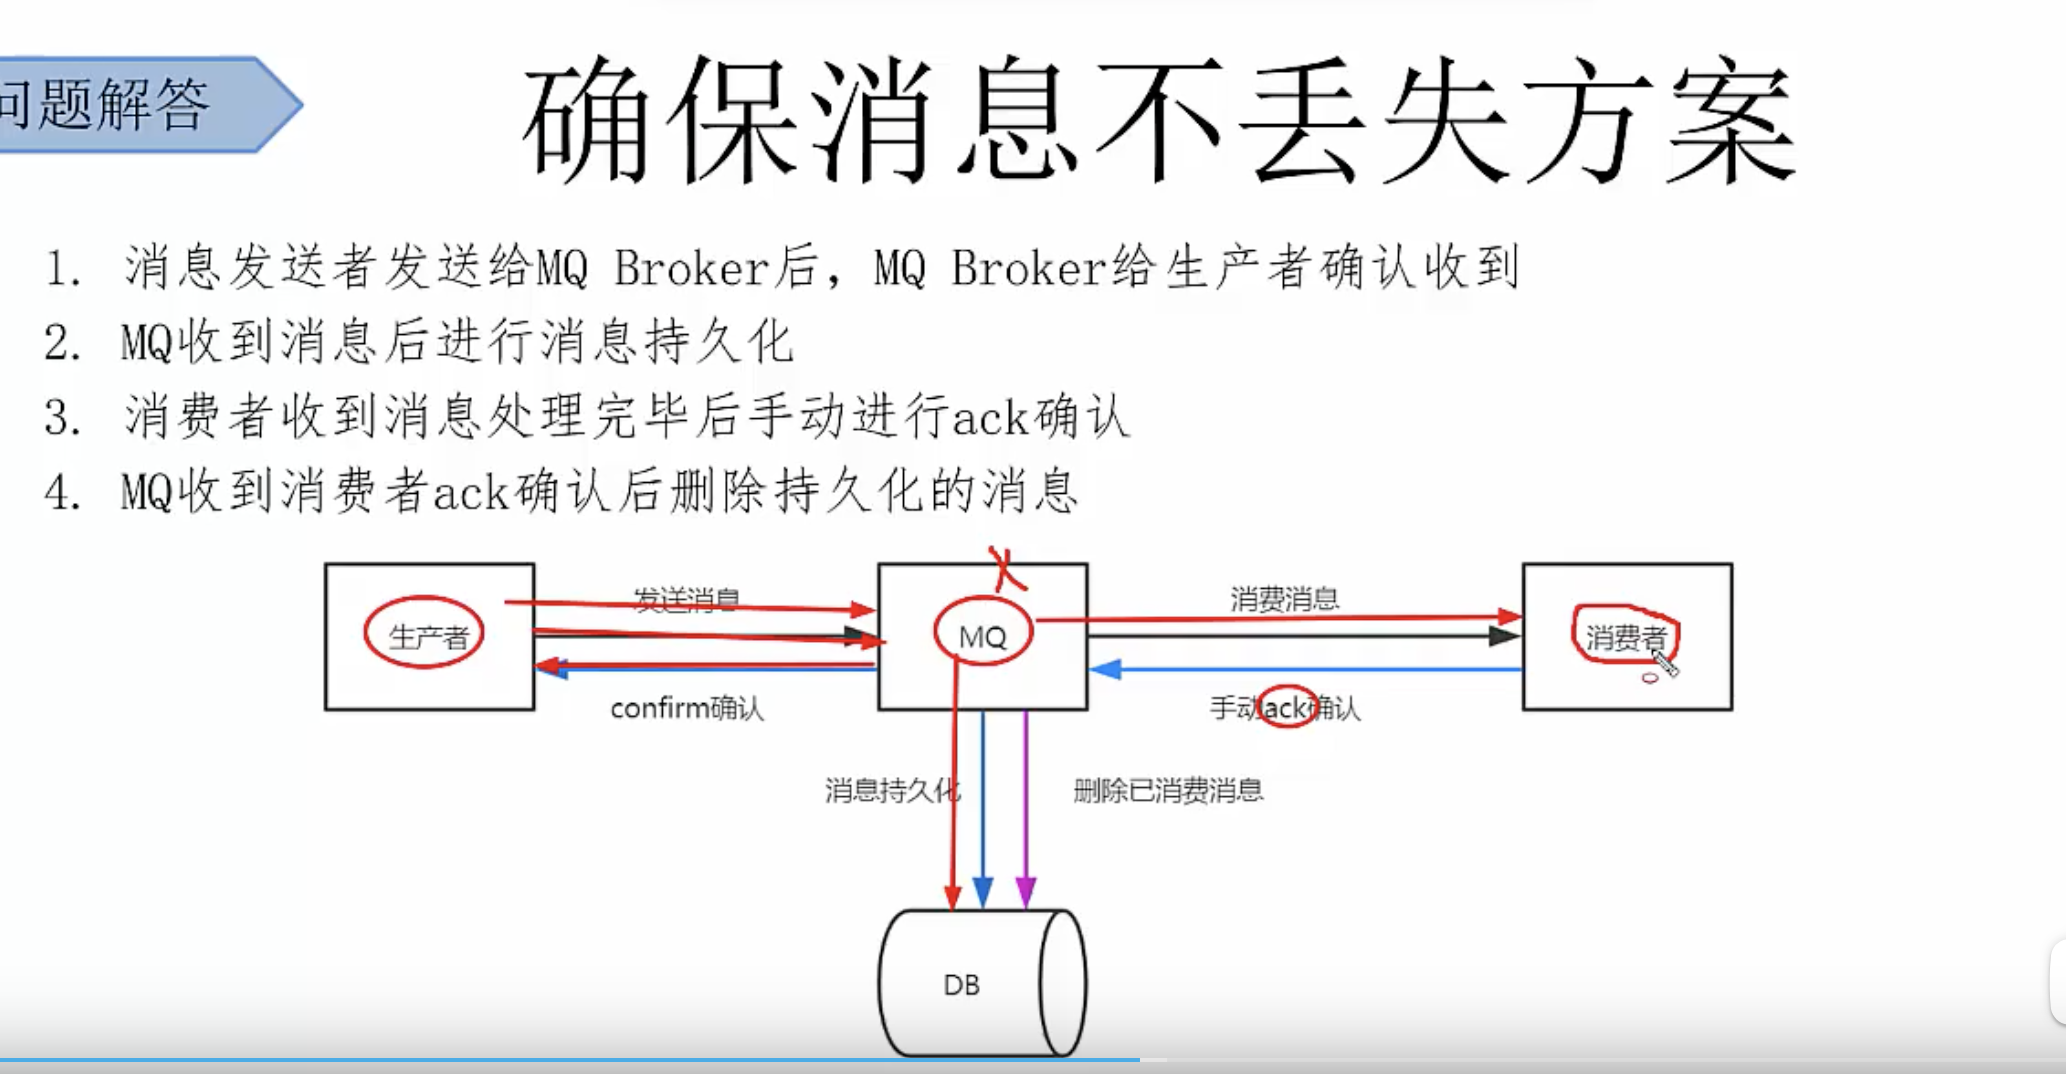 问题解答
确保消息不丢失方案
1. 消息发送者发送给MQ Broker后，MQ Broker给生产者确认收到
2. MQ收到消息后进行消息持久化
3. 消费者收到消息处理完毕后手动进行ack确认
4. MQ收到消费者ack确认后删除持久化的消息
发送消息
消费消息
生产者
MQ
消费者
confirm确认
手动ack确认
消息持久化
删除已消费消息
DB